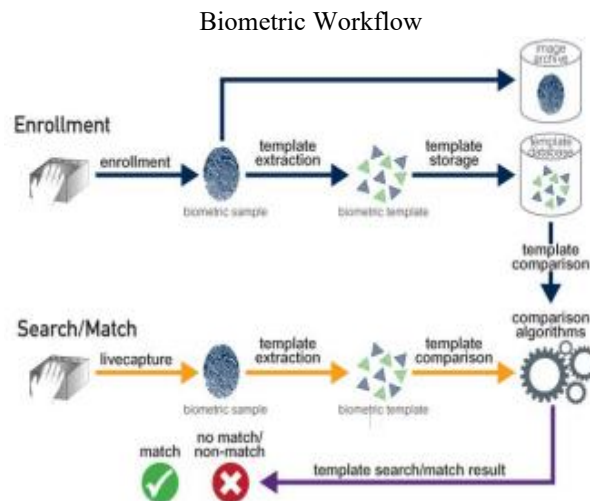 Biometric Workflow
image
archive
Enrollment
enrollment
template
extraction
template
storage
template
database
biometric sample
biometric template
template
comparison
Search/Match
comparison
algorithms
livecapture
template
extraction
template
comparison
biometric sample
biometric template
match
no match/
non-match
template search/match result